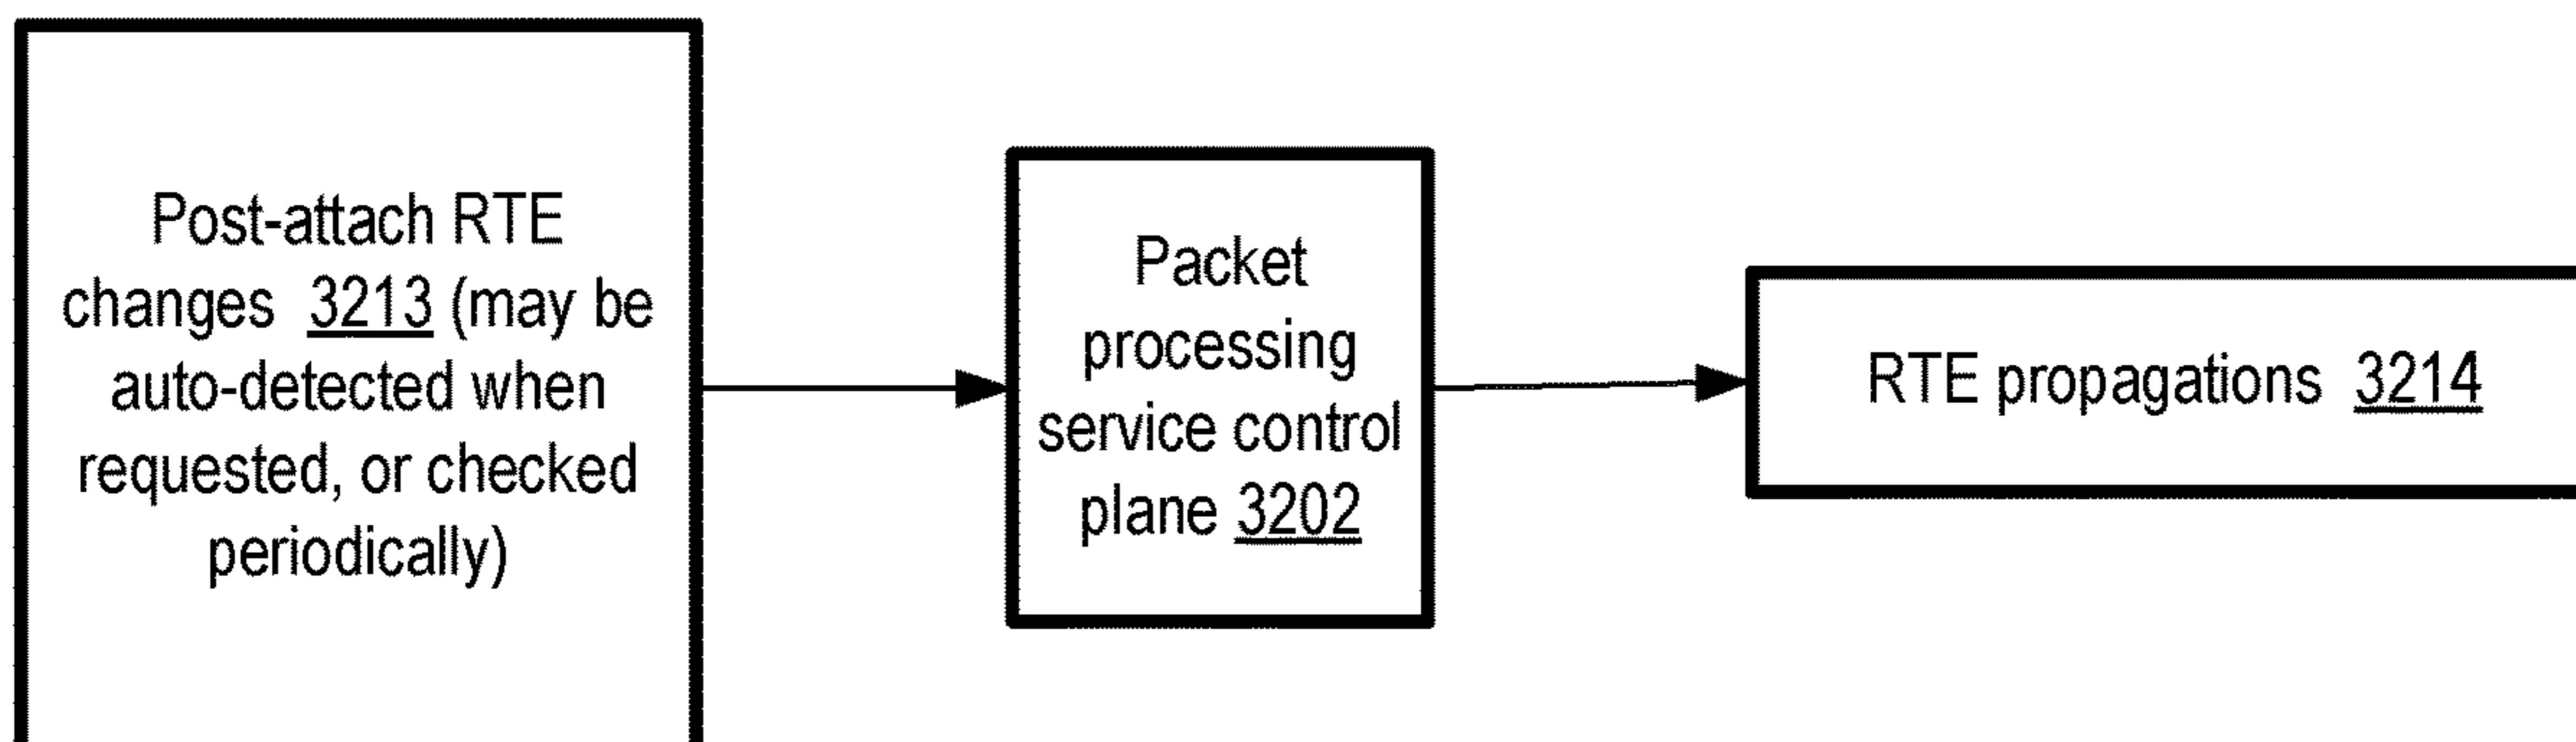 Post-attach RTE
changes 3213 (may be
auto-detected when
requested, or checked
periodically)
Packet
processing
service control
plane 3202
RTE propagations 3214